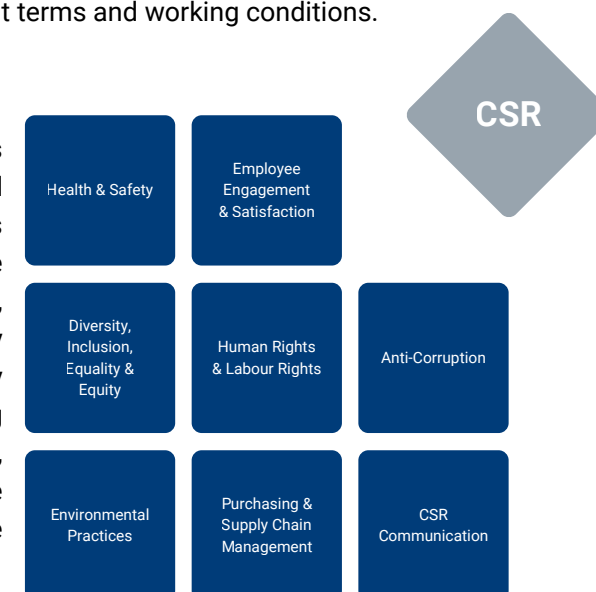 t terms and working conditions.
CSR
Health & Safety
Employee
Engagement
& Satisfaction
Diversity,
Inclusion,
Equality &
Equity
Human Rights
& Labour Rights
Anti-Corruption
Environmental
Practices
Purchasing &
Supply Chain
Management
CSR
Communication